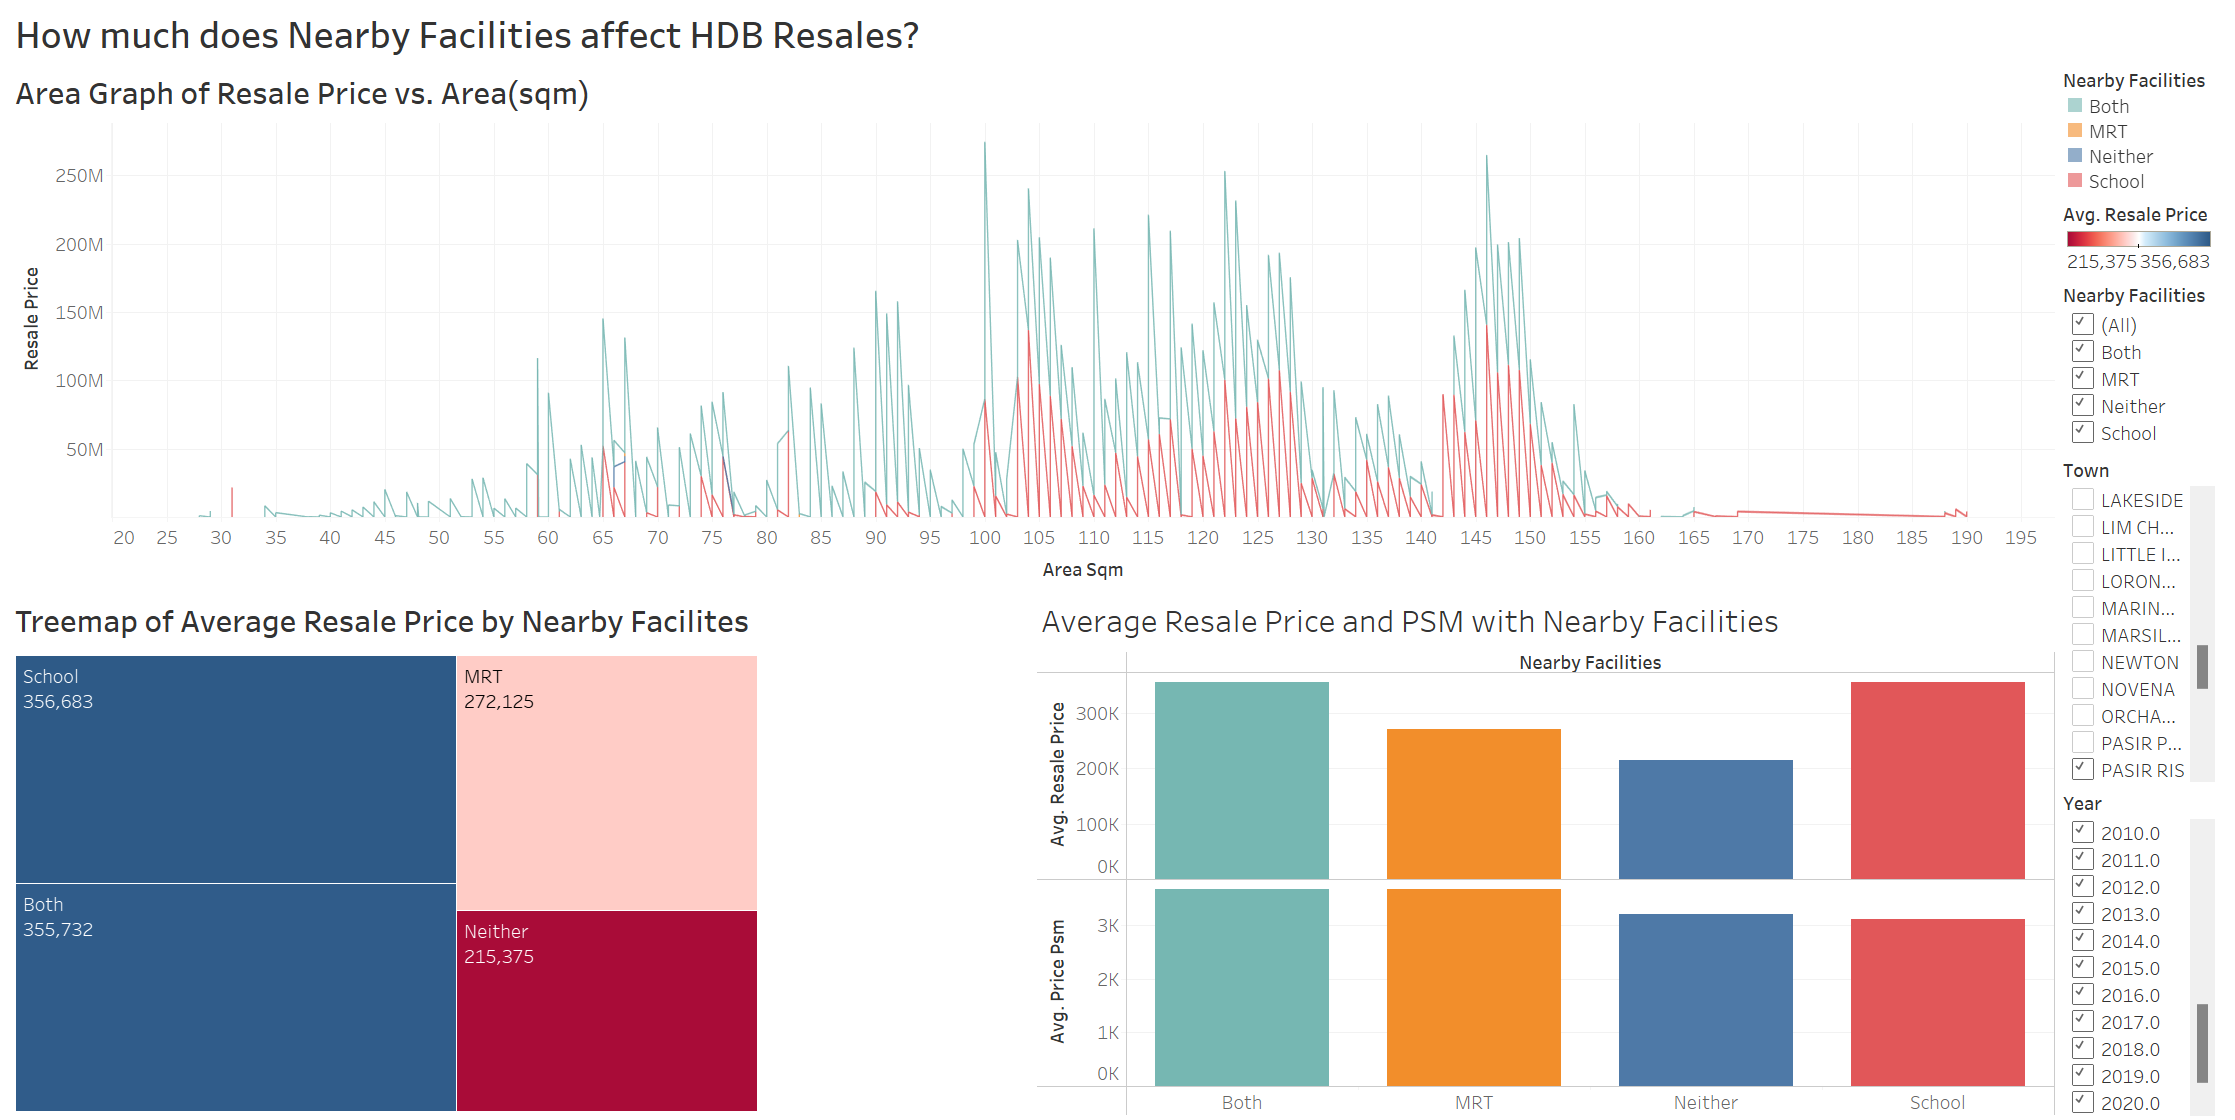 How much does Nearby Facilities affect HDB Resales?
Area Graph of Resale Price vs. Area(sqm)
Resale Price
250M
200M
150M
100M
50M
20 25 30 35 40 45 50 55 60 65 70 75 80 85 90 95 100 105 110 115 120 125 130 135 140 145 150 155 160 165 170 175 180 185 190 195
Area Sqm
Nearby Facilities
Both
MRT
Neither
School
Avg. Resale Price
215,375 356,683
Nearby Facilities
(All)
Both
MRT
Neither
School
Town
LAKESIDE
LIM CH...
LITTLE I...
LORON...
MARIN...
MARSIL...
NEWTON
NOVENA
ORCHA...
PASIR P...
PASIR RIS
Year
2010.0
2011.0
2012.0
2013.0
2014.0
2015.0
2016.0
2017.0
2018.0
2019.0
2020.0
Treemap of Average Resale Price by Nearby Facilites
School
356,683
Both
355,732
MRT
272,125
Neither
215,375
Average Resale Price and PSM with Nearby Facilities
Nearby Facilities
Avg. Resale Price
300K
200K
100K
0K
Avg. Price Psm
3K
2K
1K
0K
Both MRT Neither School